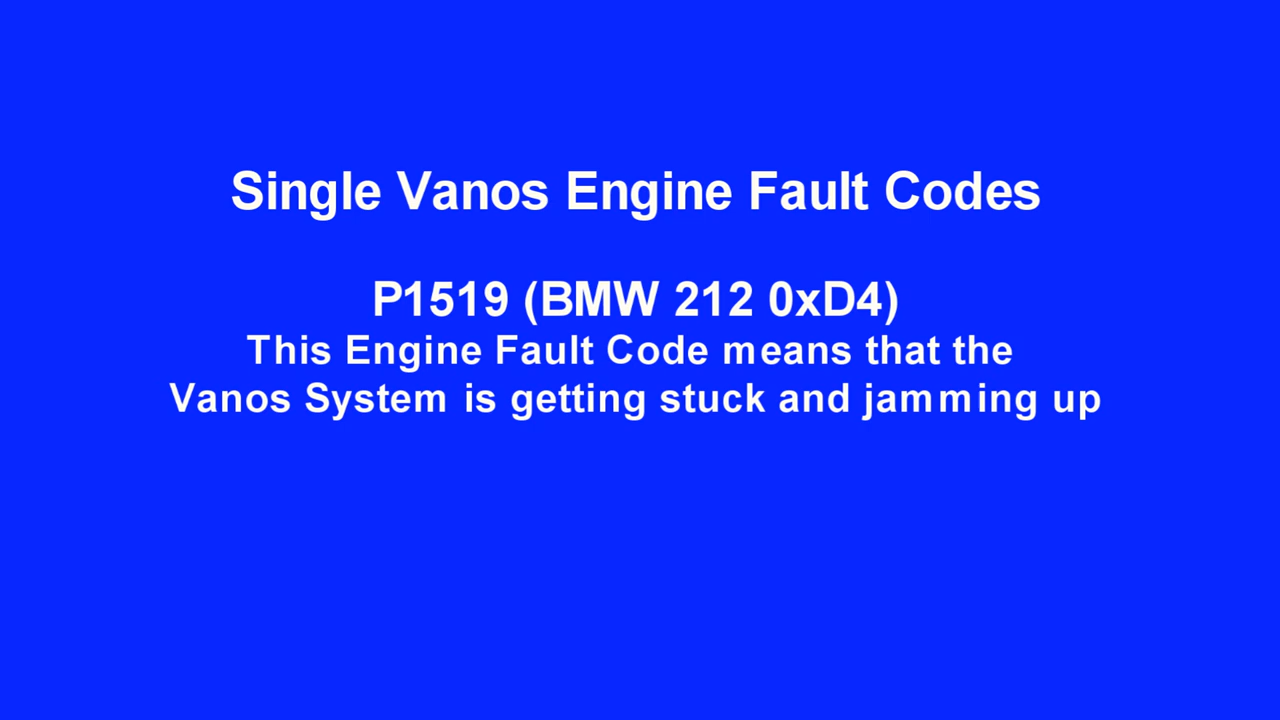 Single Vanos Engine Fault Codes
P1519 (BMW 212 0xD4)
This Engine Fault Code means that the
Vanos System is getting stuck and jamming up